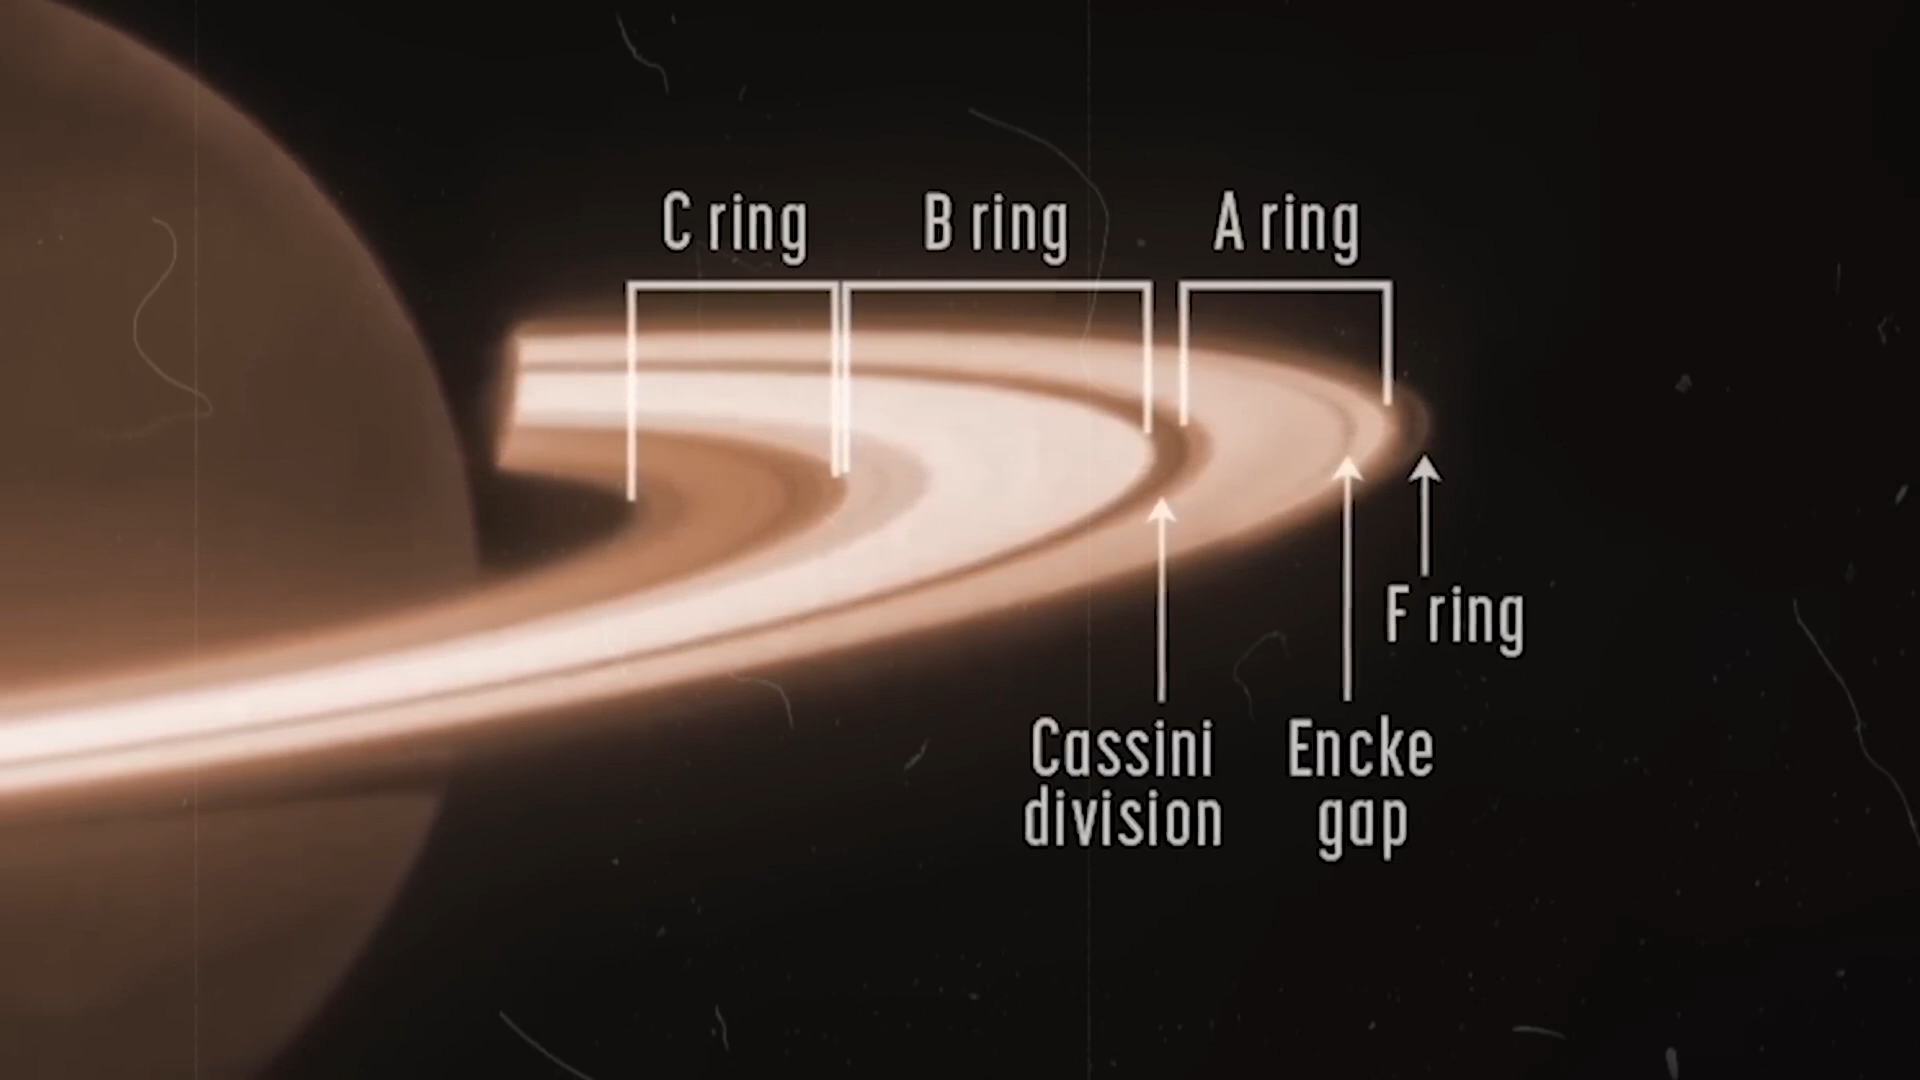 C ring
B ring
A ring
F ring
Cassini
division
Encke
gap